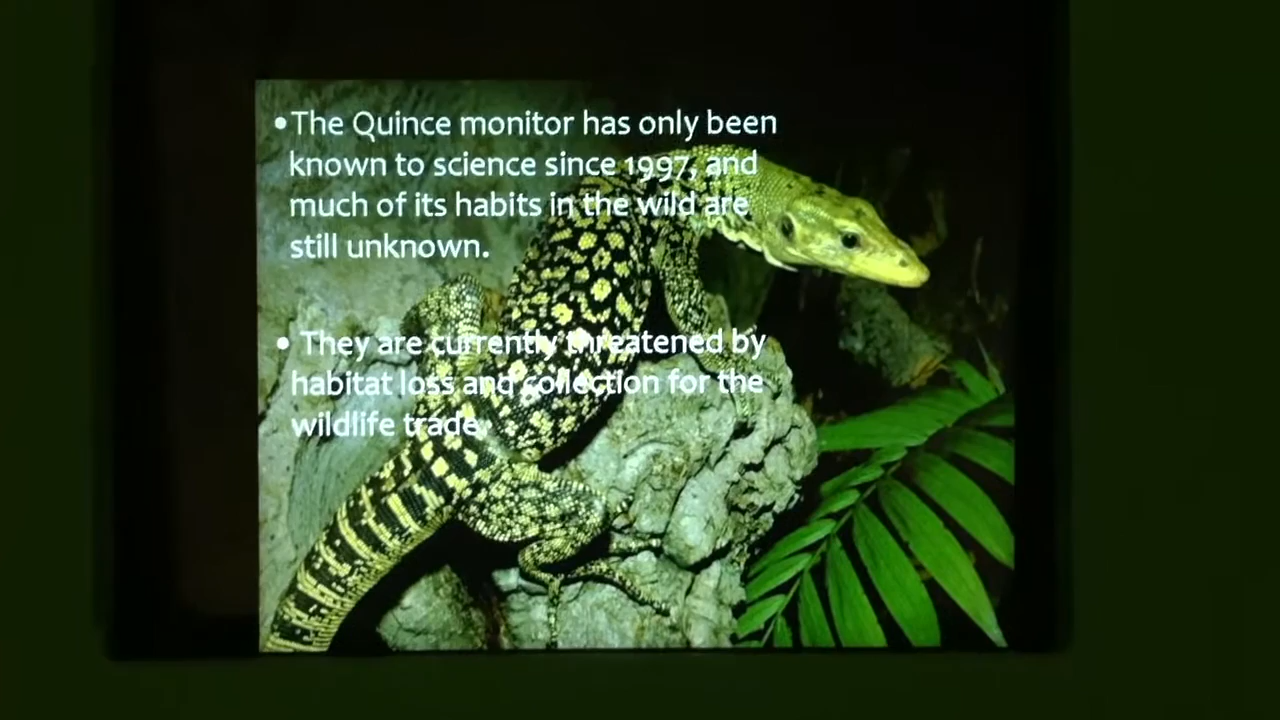 •The Quince monitor has only been
known to science since 1997, and
much of its habits in the wild are
still unknown.
• They are currently threatened by
habitat loss and collection for the
wildlife trade.